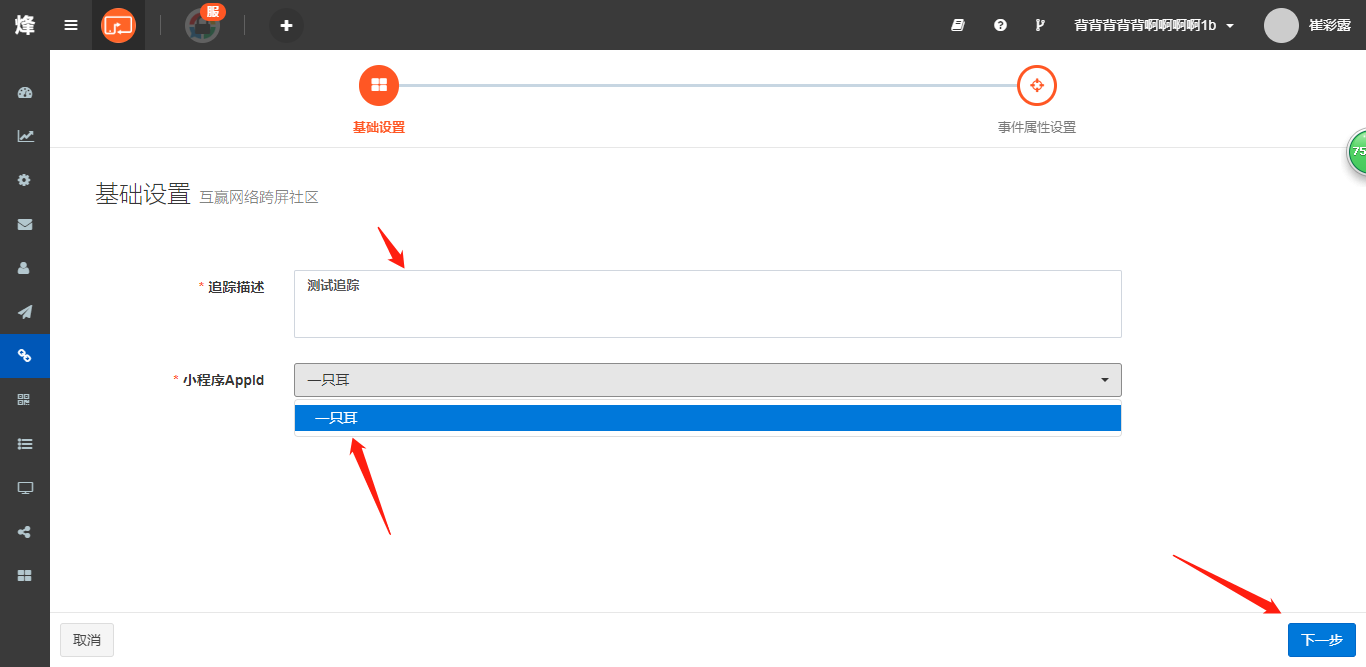 烽
服
背背背背背啊啊啊啊1b
崔彩露
基础设置
事件属性设置
75
基础设置 互赢网络跨屏社区
* 追踪描述
测试追踪
* 小程序AppId
一只耳
一只耳
取消
下一步